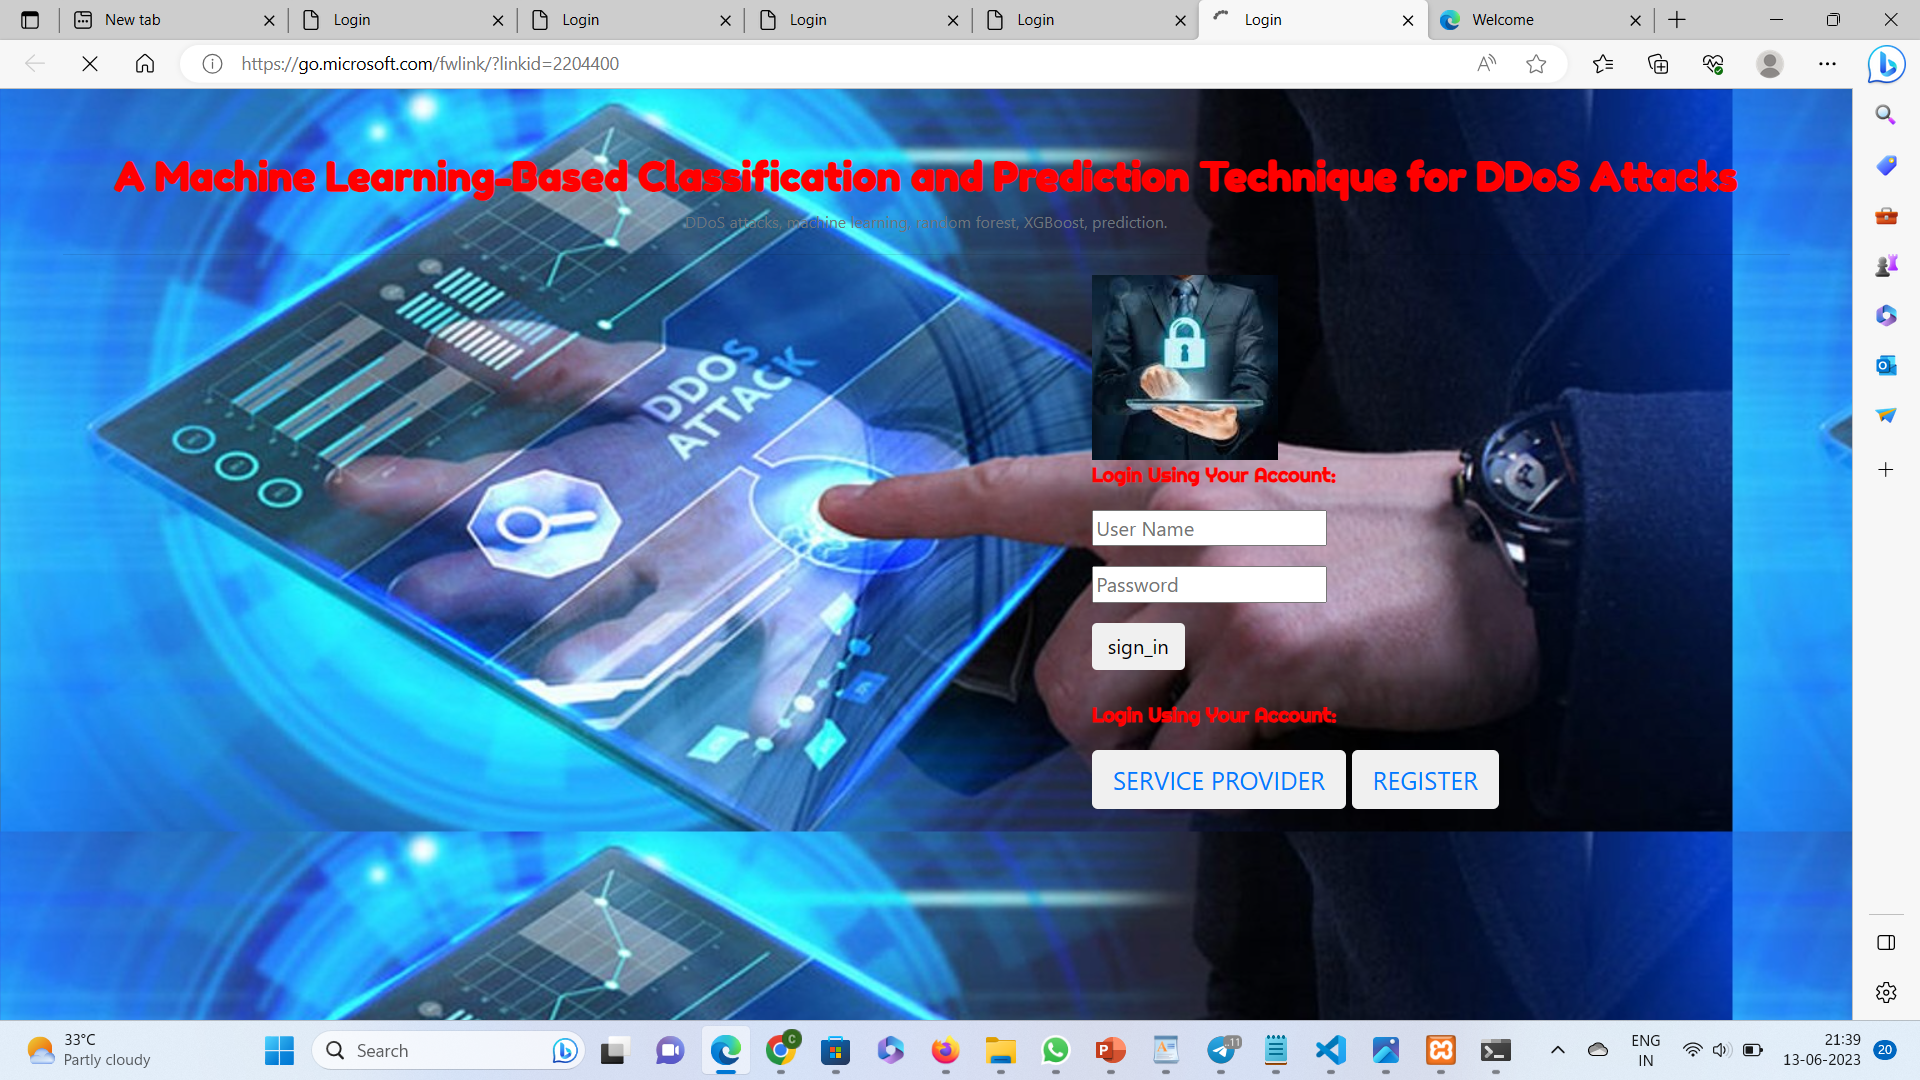 New tab
Login
Login
Login
Login
Login
Welcome
https://go.microsoft.com/fwlink/?linkid=2204400
A Machine Learning-Based Classification and Prediction Technique for DDoS Attacks
DDoS attacks, machine learning, random forest, XGBoost, prediction.
DDOS
ATTACK
Login Using Your Account:
User Name
Password
sign_in
Login Using Your Account:
SERVICE PROVIDER
REGISTER
33°C
Partly cloudy
Search
C
11
ENG
IN
21:39
13-06-2023
20